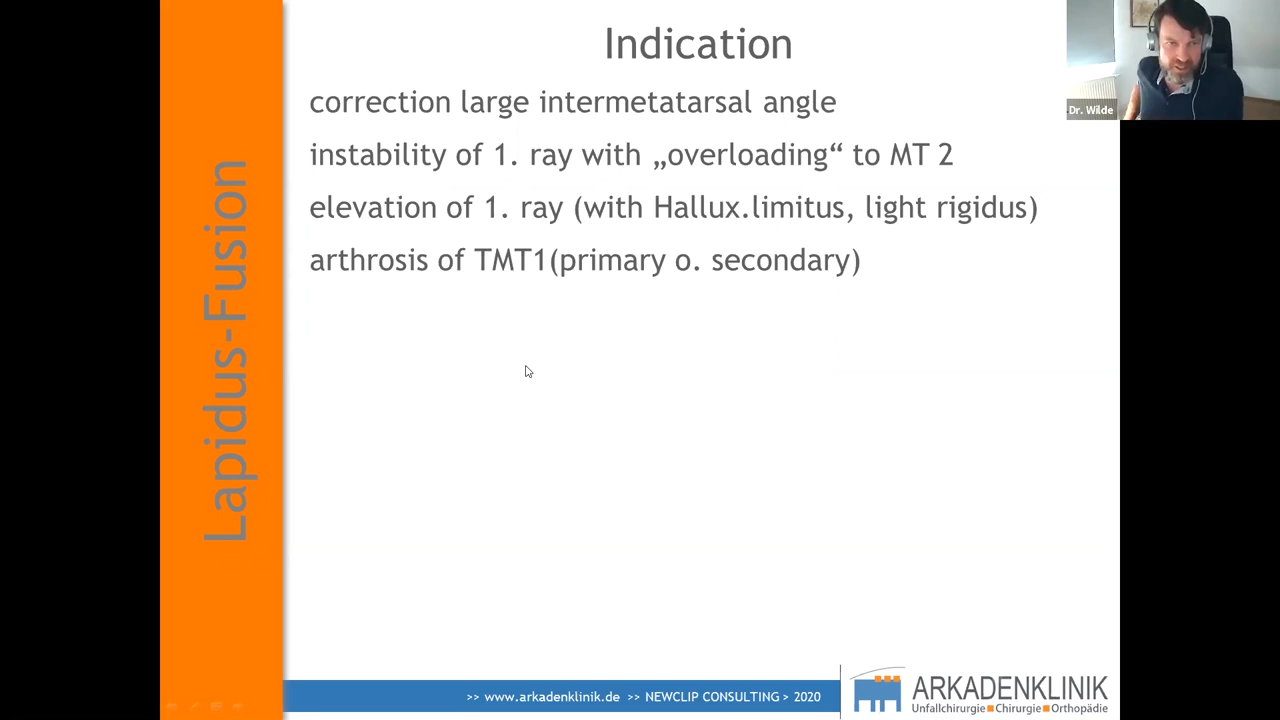 Indication
correction large intermetatarsal angle
instability of 1. ray with „overloading“ to MT 2
elevation of 1. ray (with Hallux.limitus, light rigidus)
arthrosis of TMT1(primary o. secondary)
Lapidus-Fusion
Dr. Wilde
>> www.arkadenklinik.de >> NEWCLIP CONSULTING > 2020
ARKADENKLINIK
Unfallchirurgie ■ Chirurgie ■ Orthopädie